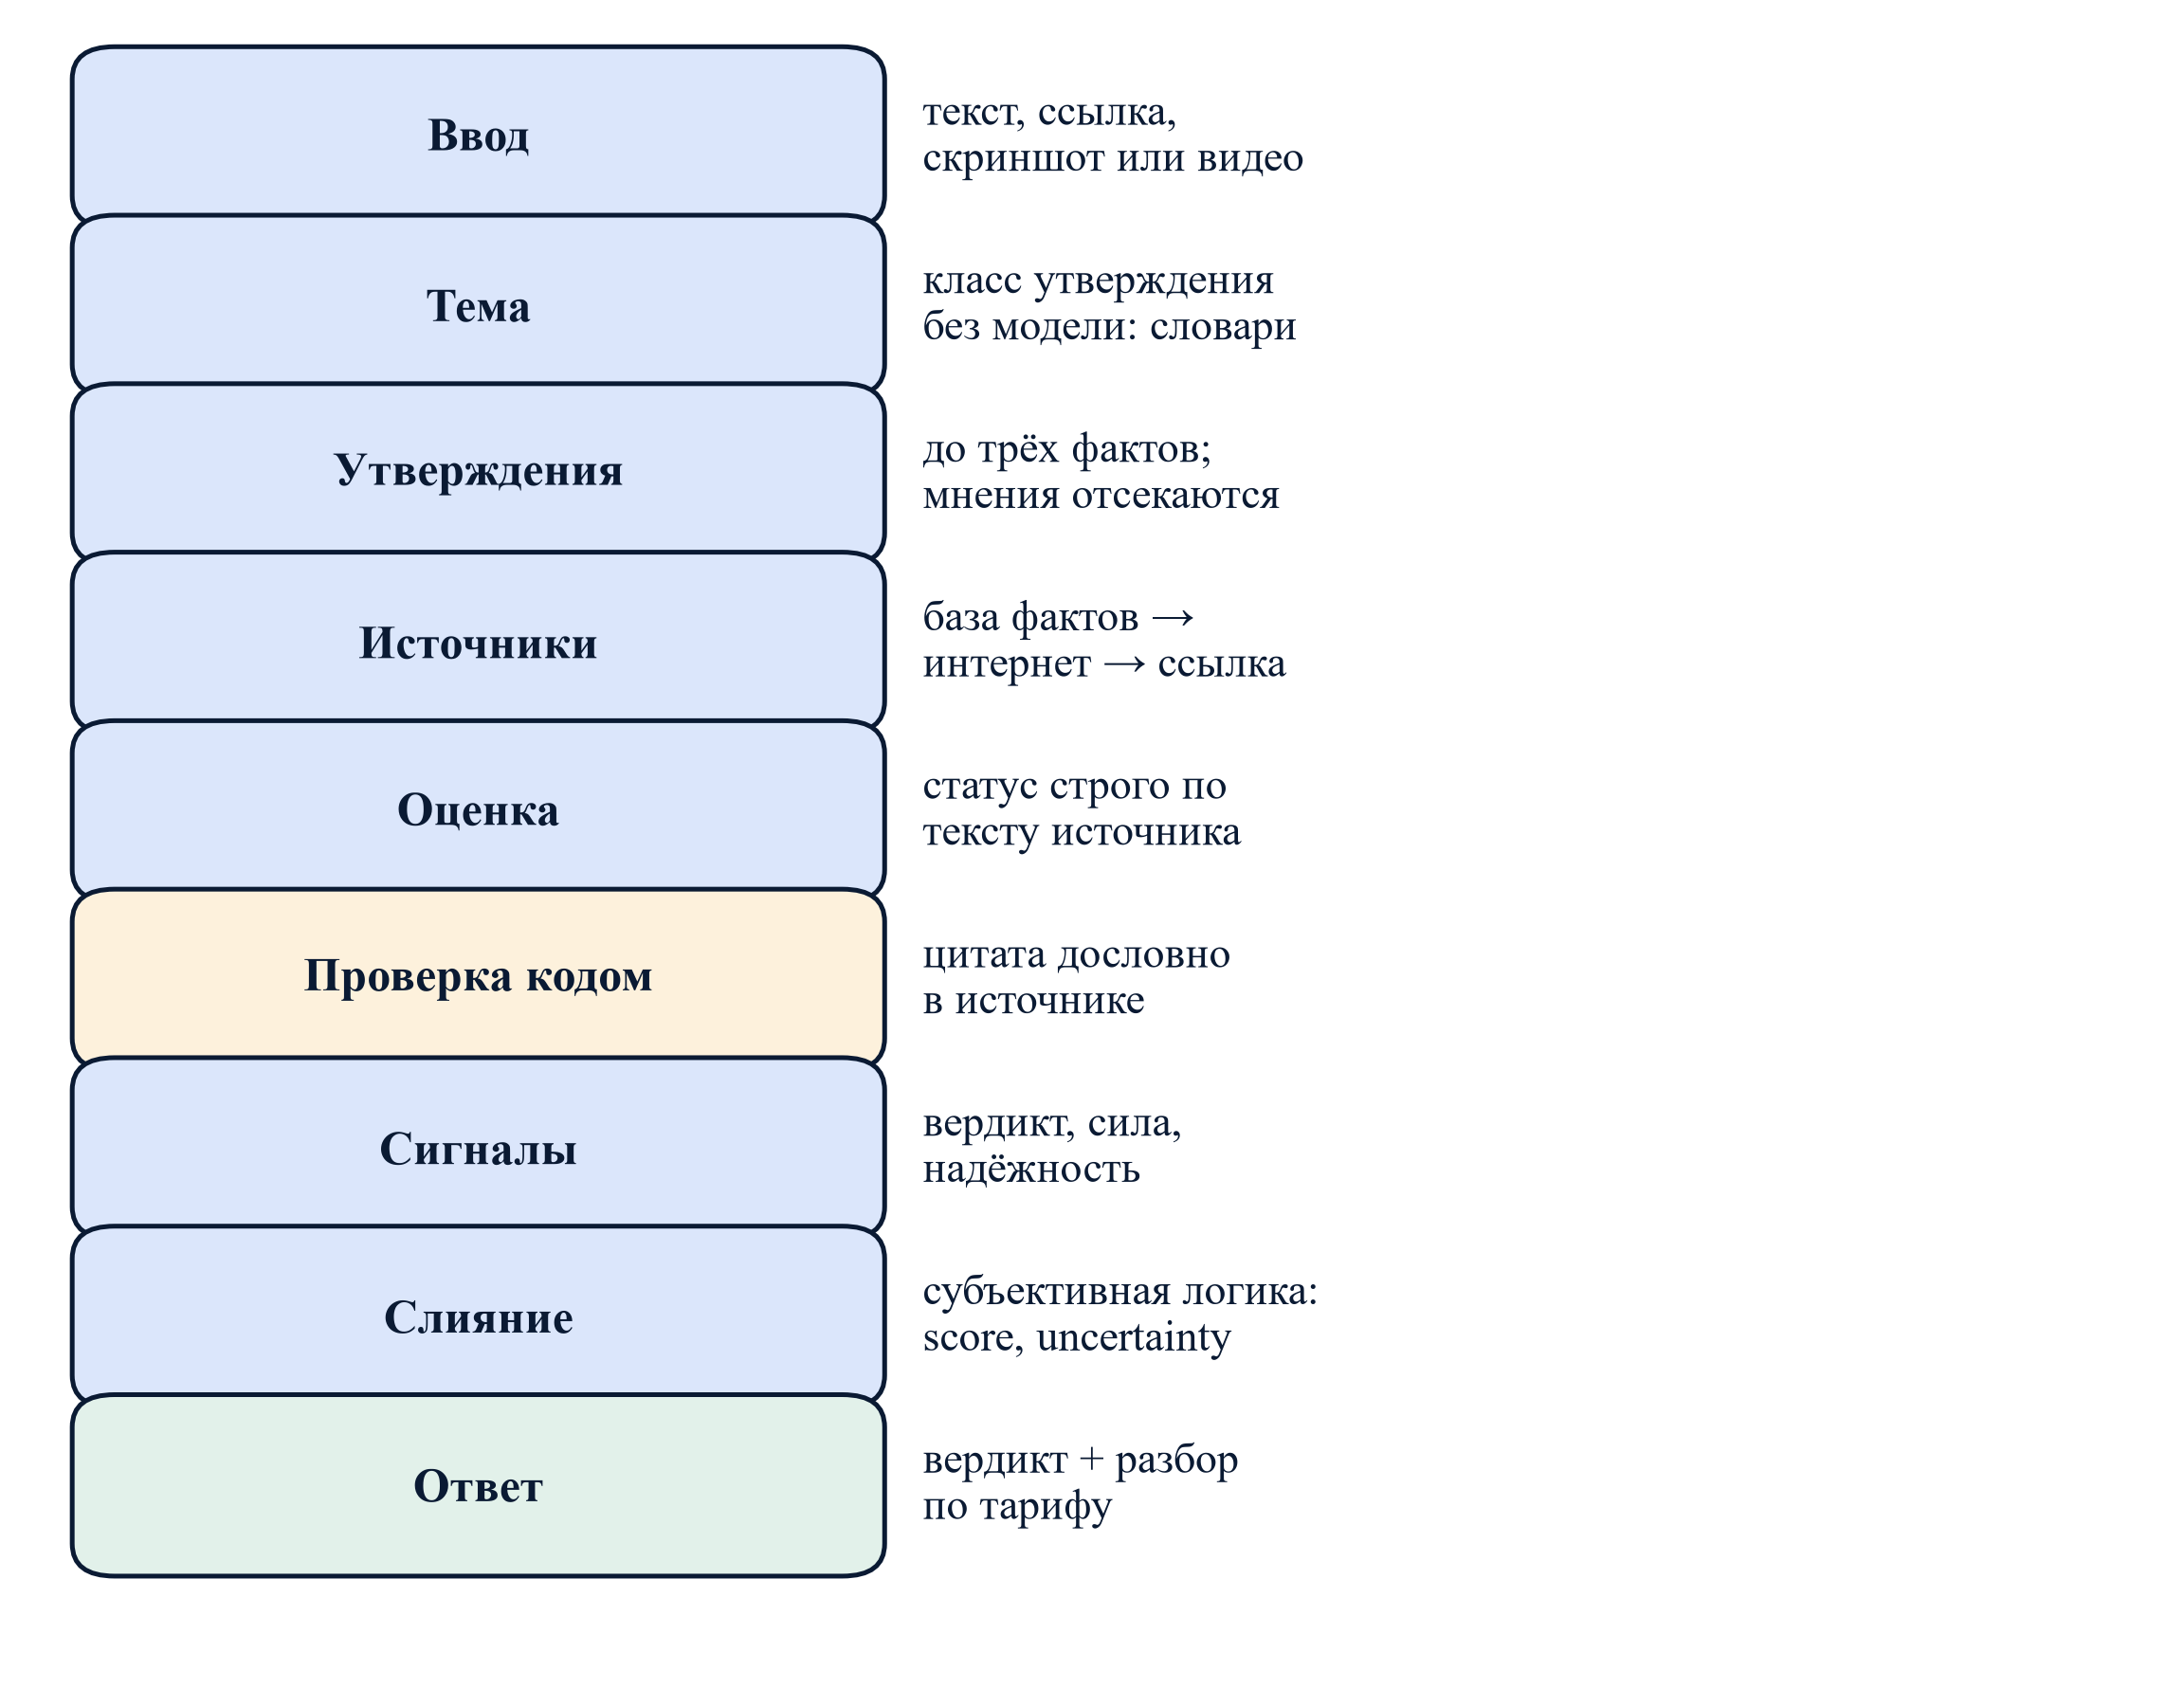 Ввод
текст, ссылка,
скриншот или видео
Тема
класс утверждения
без модели: словари
Утверждения
до трёх фактов;
мнения отсекаются
Источники
база фактов →
интернет → ссылка
Оценка
статус строго по
тексту источника
Проверка кодом
цитата дословно
в источнике
Сигналы
вердикт, сила,
надёжность
Слияние
субъективная логика:
score, uncertainty
Ответ
вердикт + разбор
по тарифу